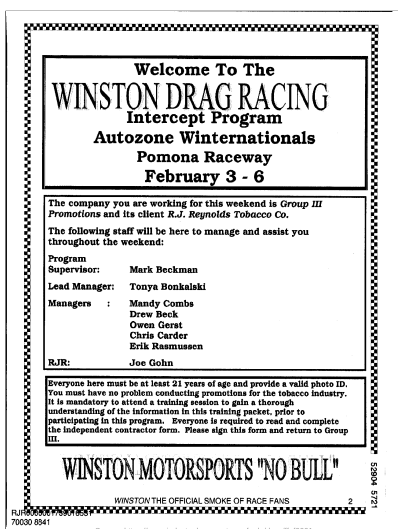 Welcome To The
WINSTON DRAG RACING
Intercept Program
Autozone Winternationals
Pomona Raceway
February 3 - 6
The company you are working for this weekend is Group III
Promotions and its client R.J. Reynolds Tobacco Co.
The following staff will be here to manage and assist you
throughout the weekend:
Program
Supervisor: Mark Beckman
Lead Manager: Tonya Bonkalski
Managers : Mandy Combs
Drew Beck
Owen Gerst
Chris Carder
Erik Rasmussen
RJR: Joe Gohn
Everyone here must be at least 21 years of age and provide a valid photo ID.
You must have no problem conducting promotions for the tobacco industry.
It is mandatory to attend a training session to gain a thorough
understanding of the information in this training packet, prior to
participating in this program. Everyone is required to read and complete
the independent contractor form. Please sign this form and return to Group
III.
WINSTON MOTORSPORTS "NO BULL"
WINSTON THE OFFICIAL SMOKE OF RACE FANS 2
52904 5721
70030 8841